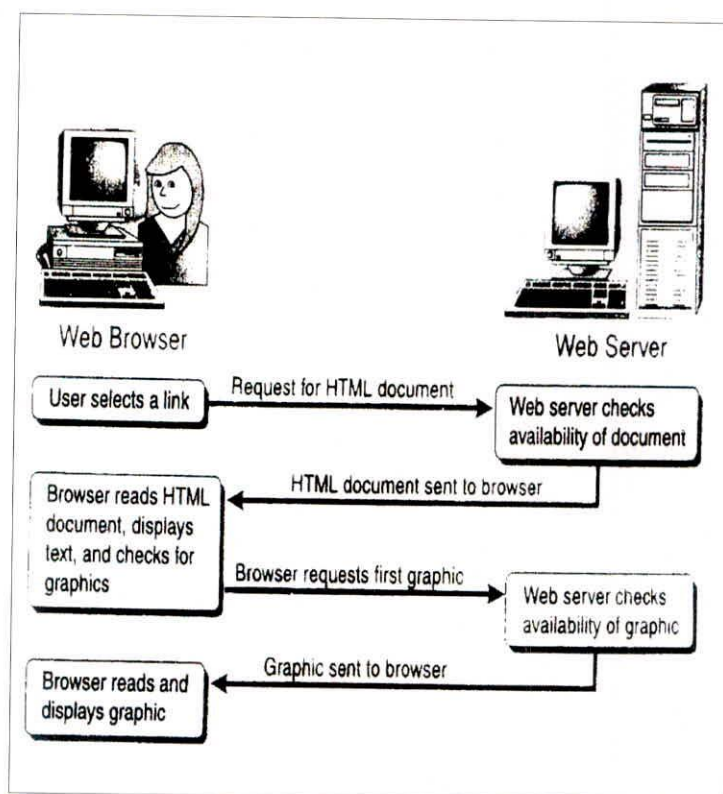 Web Browser
Web Server
User selects a link
Request for HTML document
Web server checks
availability of document
HTML document sent to browser
Browser reads HTML
document, displays
text, and checks for
graphics
Browser requests first graphic
Web server checks
availability of graphic
Graphic sent to browser
Browser reads and
displays graphic